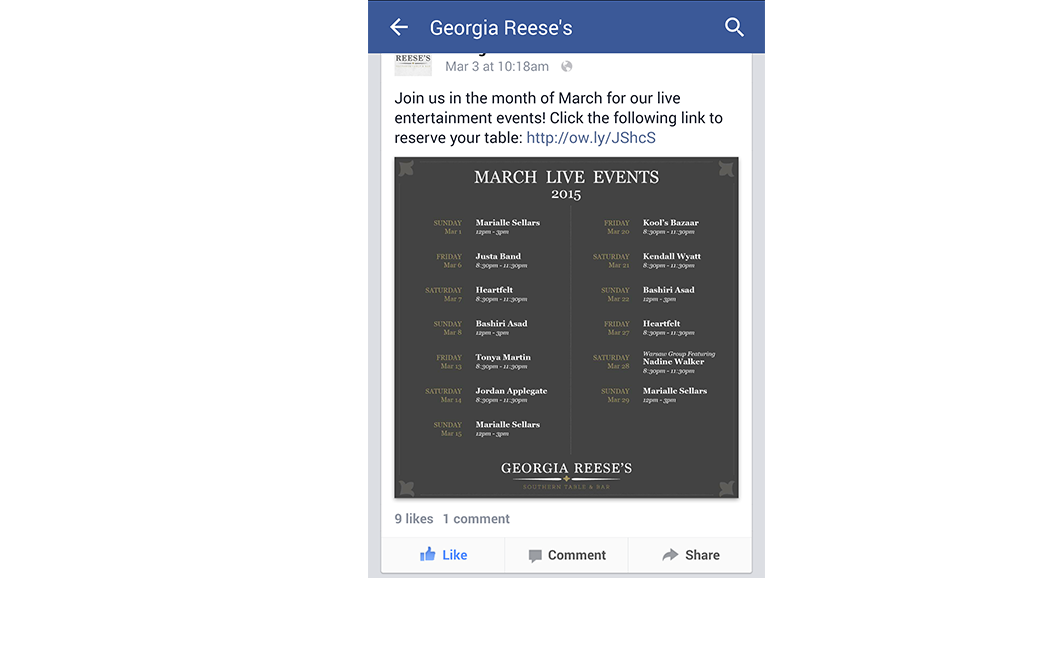 Georgia Reese's
REESE'S
Mar 3 at 10:18am
Join us in the month of March for our live
entertainment events! Click the following link to
reserve your table: http://ow.ly/JShcS
MARCH LIVE EVENTS
2015
SUNDAY Marialle Sellars
Mar 1 12pm - 3pm
FRIDAY Justa Band
Mar 6 8:30pm - 11:30pm
SATURDAY Heartfelt
Mar 7 8:30pm - 11:30pm
SUNDAY Bashiri Asad
Mar 8 12pm - 3pm
FRIDAY Tonya Martin
Mar 13 8:30pm - 11:30pm
SATURDAY Jordan Applegate
Mar 14 8:30pm - 11:30pm
SUNDAY Marialle Sellars
Mar 15 12pm - 3pm
FRIDAY Kool's Bazaar
Mar 20 8:30pm - 11:30pm
SATURDAY Kendall Wyatt
Mar 21 8:30pm - 11:30pm
SUNDAY Bashiri Asad
Mar 22 12pm - 3pm
FRIDAY Heartfelt
Mar 27 8:30pm - 11:30pm
Warsaw Group Featuring
SATURDAY Nadine Walker
Mar 28 8:30pm - 11:30pm
SUNDAY Marialle Sellars
Mar 29 12pm - 3pm
GEORGIA REESE'S
SOUTHERN TABLE & BAR
9 likes 1 comment
Like Comment Share